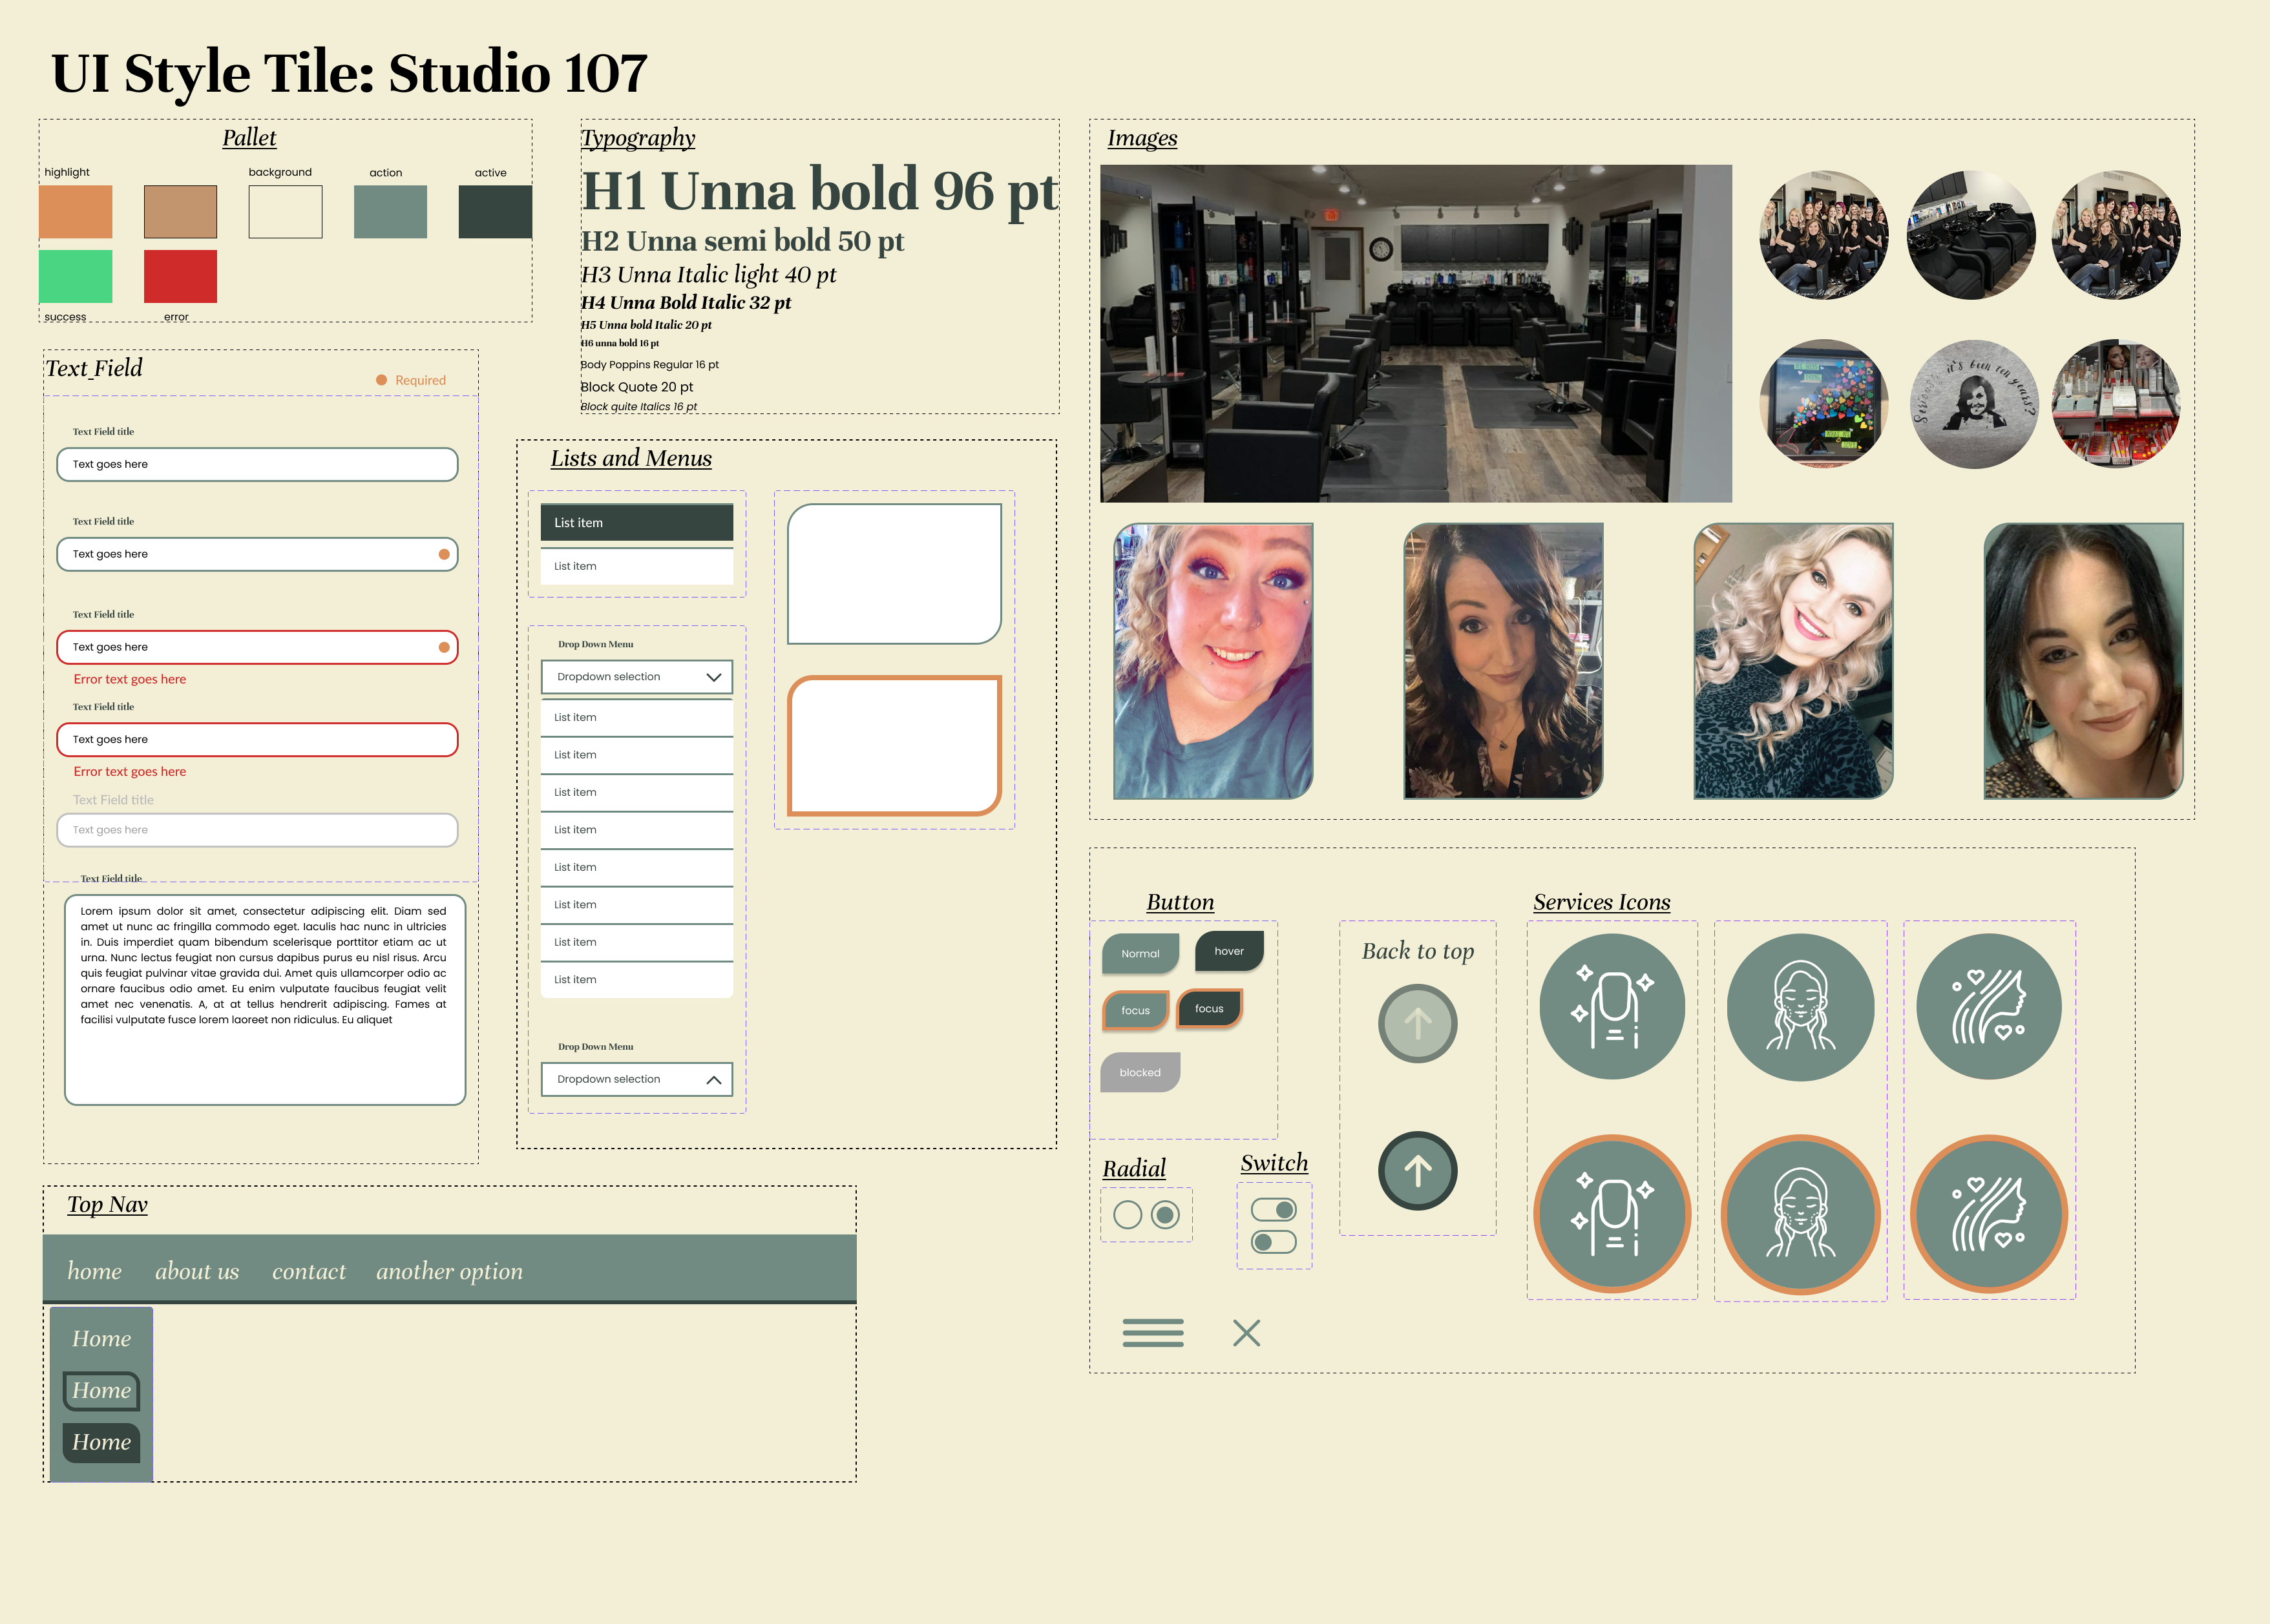 UI Style Tile: Studio 107
Pallet
highlight
background
action
active
success
error
Typography
H1 Unna bold 96 pt
H2 Unna semi bold 50 pt
H3 Unna Italic light 40 pt
H4 Unna Bold Italic 32 pt
H5 Unna bold Italic 20 pt
H6 unna bold 16 pt
Body Poppins Regular 16 pt
Block Quote 20 pt
Block quite Italics 16 pt
Images
it's been ten years?
Text Field
Required
Text Field title
Text goes here
Text Field title
Text goes here
Text Field title
Text goes here
Error text goes here
Text Field title
Text goes here
Error text goes here
Text Field title
Text goes here
Text Field title
Lorem ipsum dolor sit amet, consectetur adipiscing elit. Diam sed
amet ut nunc ac fringilla commodo eget. Iaculis hac nunc in ultricies
in. Duis imperdiet quam bibendum scelerisque porttitor etiam ac ut
urna. Nunc lectus feugiat non cursus dapibus purus eu nisl risus. Arcu
quis feugiat pulvinar vitae gravida dui. Amet quis ullamcorper odio ac
ornare faucibus odio amet. Eu enim vulputate faucibus feugiat velit
amet nec venenatis. A, at at tellus hendrerit adipiscing. Fames at
facilisi vulputate fusce lorem laoreet non ridiculus. Eu aliquet
Lists and Menus
List item
List item
Drop Down Menu
Dropdown selection
List item
List item
List item
List item
List item
List item
List item
List item
Drop Down Menu
Dropdown selection
Button
Normal
hover
focus
focus
blocked
Back to top
Services Icons
Radial
Switch
Top Nav
home
about us
contact
another option
Home
Home
Home